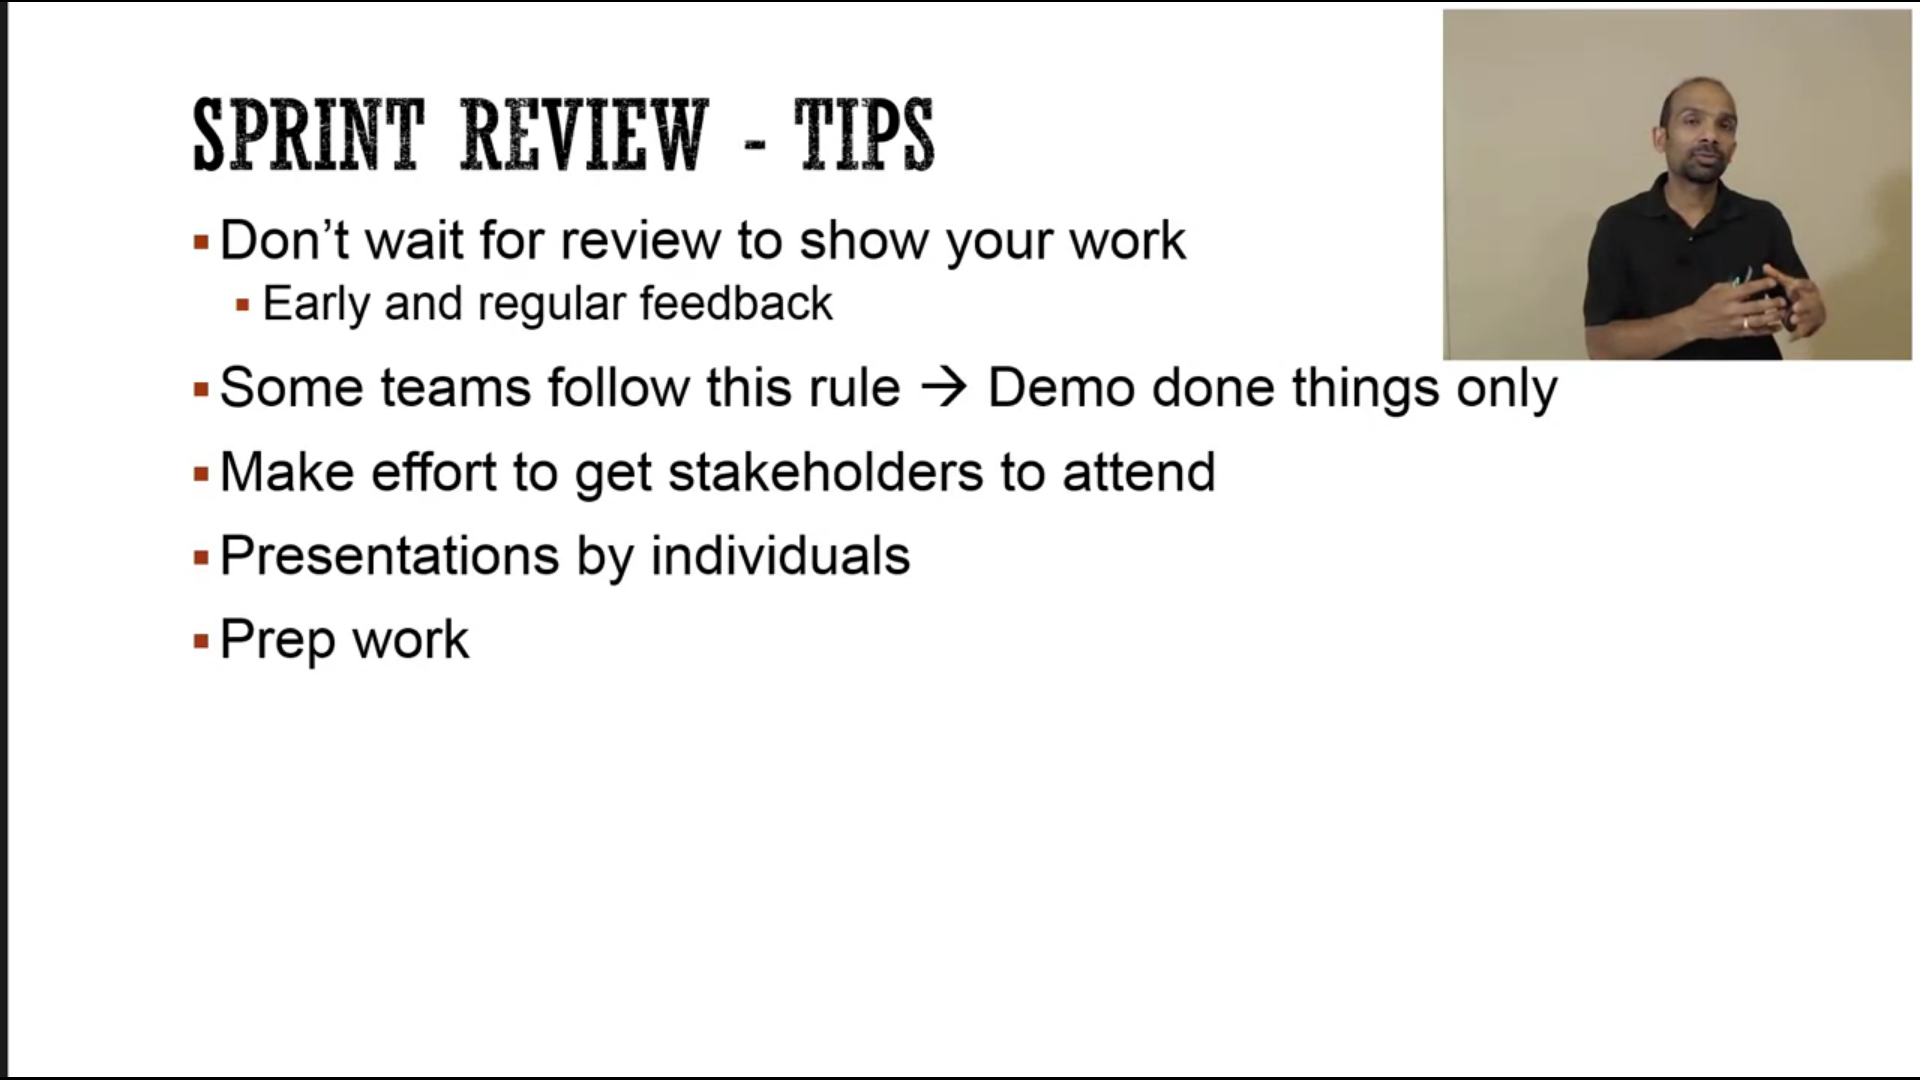 SPRINT REVIEW - TIPS
▪ Don’t wait for review to show your work
▪ Early and regular feedback
▪ Some teams follow this rule → Demo done things only
▪ Make effort to get stakeholders to attend
▪ Presentations by individuals
▪ Prep work